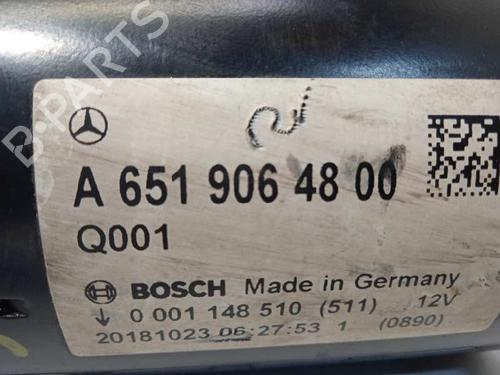 A 651 906 48 00
Q001
BOSCH Made in Germany
↓ 0 001 148 510 (511) 12V
20181023 06:27:53 1 (0890)
B-PARTS